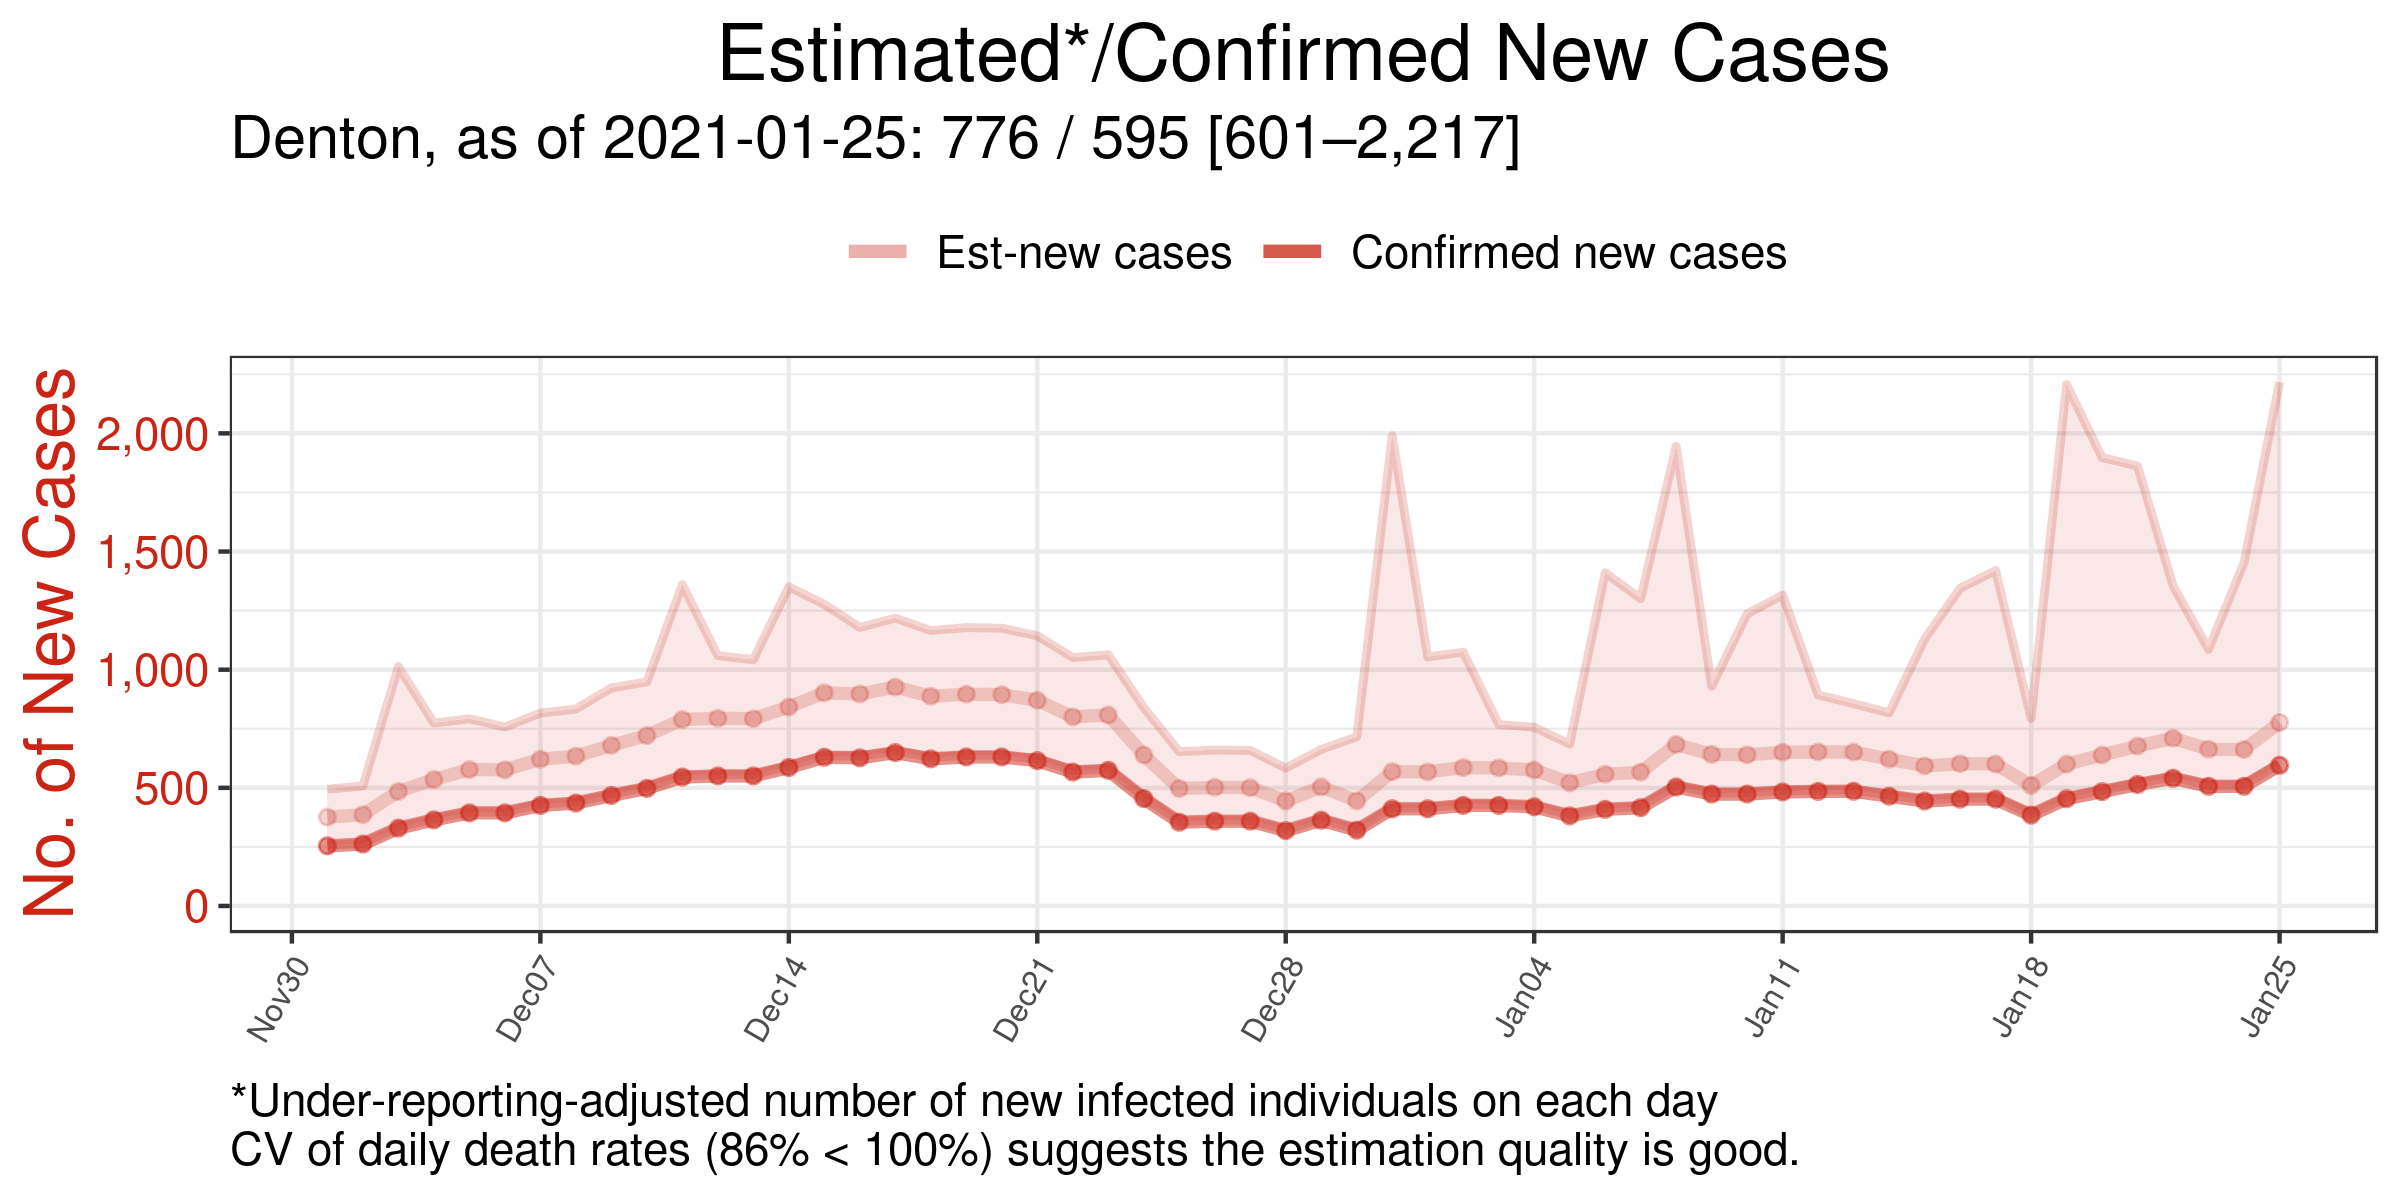 Estimated*/Confirmed New Cases
Denton, as of 2021-01-25: 776 / 595 [601–2,217]
Est-new cases Confirmed new cases
No. of New Cases
2,000
1,500
1,000
500
0
Nov30 Dec07 Dec14 Dec21 Dec28 Jan04 Jan11 Jan18 Jan25
*Under-reporting-adjusted number of new infected individuals on each day
CV of daily death rates (86% < 100%) suggests the estimation quality is good.